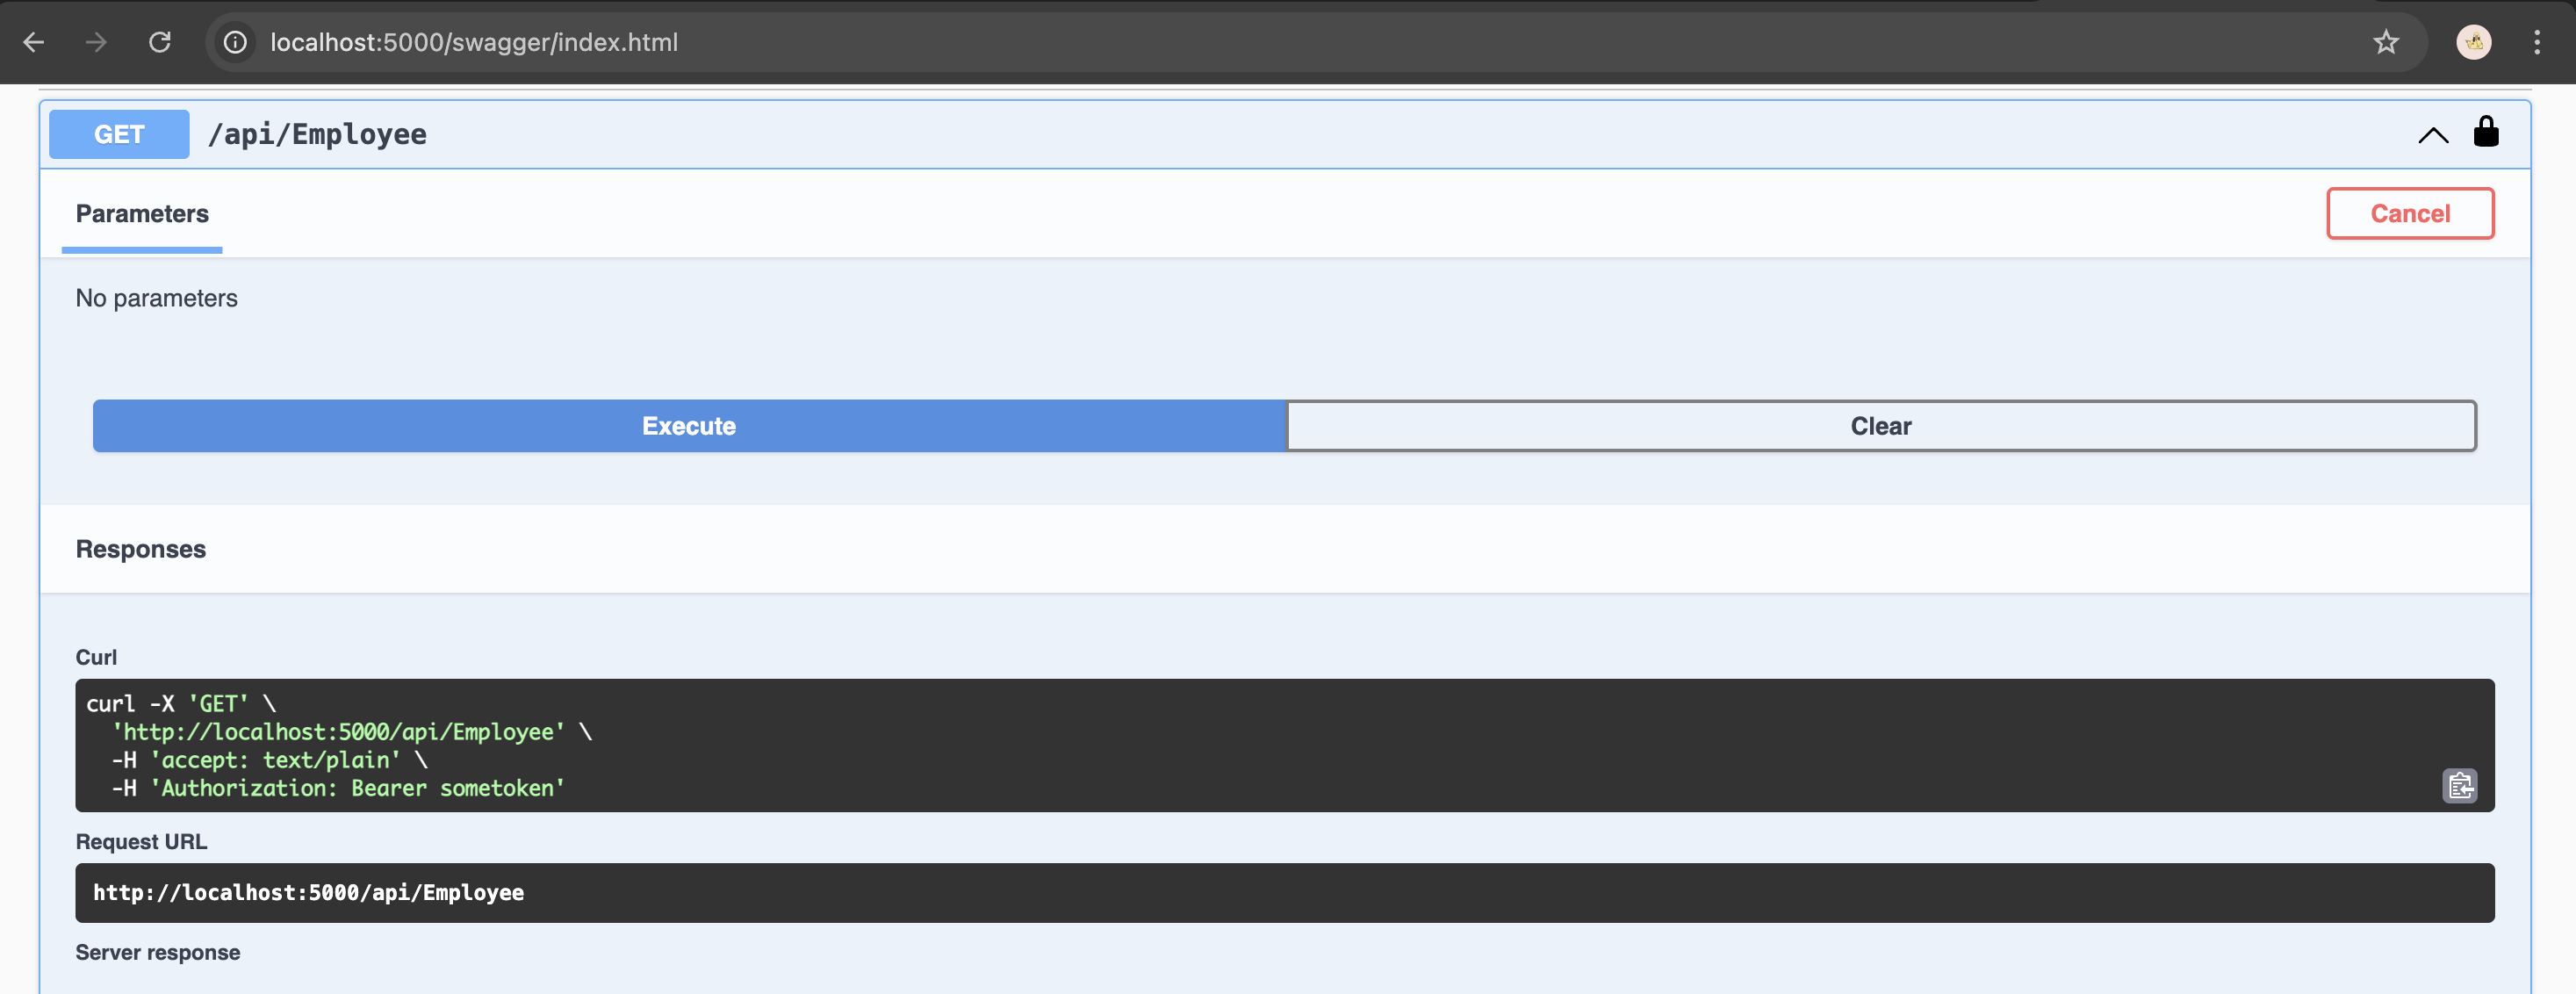 localhost:5000/swagger/index.html
GET /api/Employee
Parameters
Cancel
No parameters
Execute
Clear
Responses
Curl
curl -X 'GET' \
'http://localhost:5000/api/Employee' \
-H 'accept: text/plain' \
-H 'Authorization: Bearer sometoken'
Request URL
http://localhost:5000/api/Employee
Server response